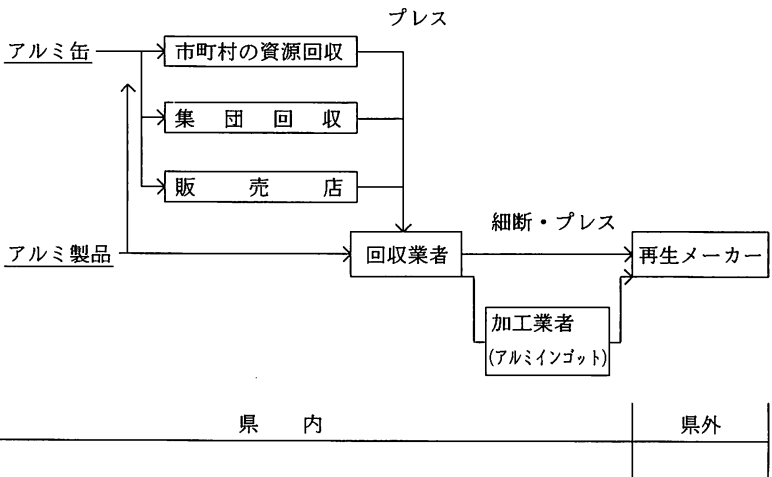 プレス
アルミ缶
市町村の資源回収
集団回収
販売店
細断・プレス
アルミ製品
回収業者
再生メーカー
加工業者
(アルミインゴット)
県内
県外